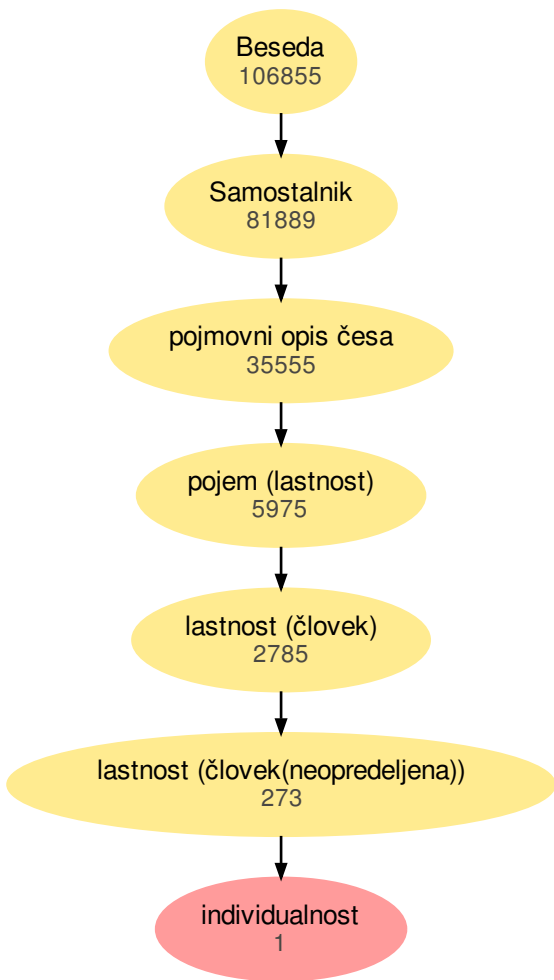 Beseda
106855
Samostalnik
81889
pojmovni opis česa
35555
pojem (lastnost)
5975
lastnost (človek)
2785
lastnost (človek(neopredeljena))
273
individualnost
1